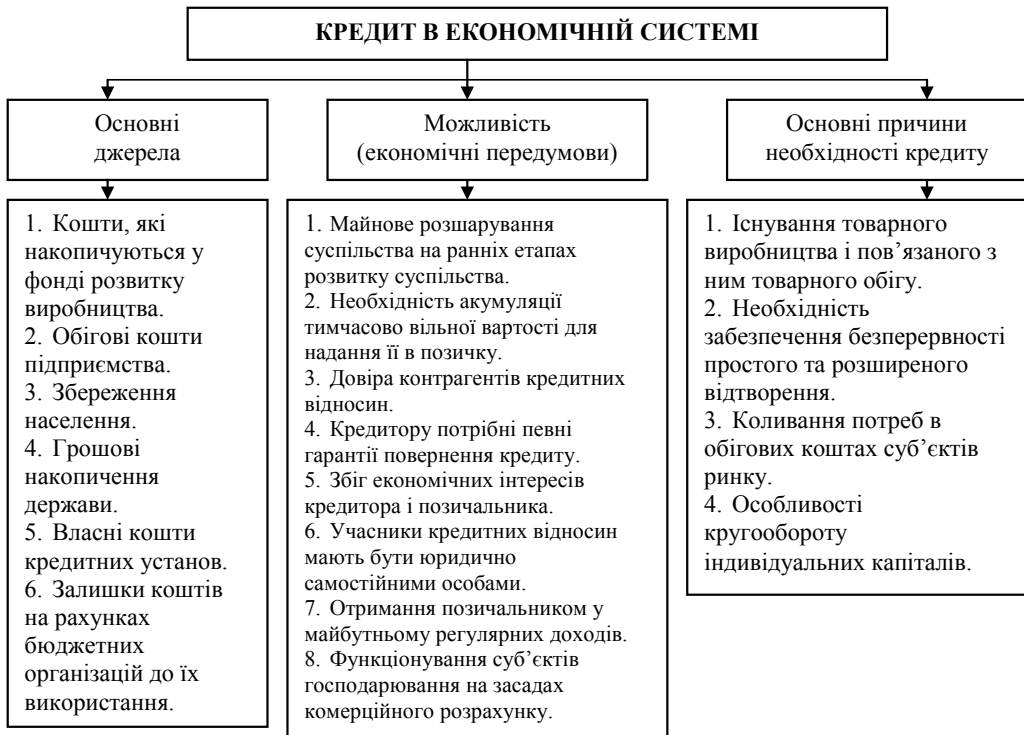 КРЕДИТ В ЕКОНОМІЧНІЙ СИСТЕМІ
Основні
джерела
1. Кошти, які
накопичуються у
фонді розвитку
виробництва.
2. Обігові кошти
підприємства.
3. Збереження
населення.
4. Грошові
накопичення
держави.
5. Власні кошти
кредитних установ.
6. Залишки коштів
на рахунках
бюджетних
організацій до їх
використання.
Можливість
(економічні передумови)
1. Майнове розшарування
суспільства на ранніх етапах
розвитку суспільства.
2. Необхідність акумуляції
тимчасово вільної вартості для
надання її в позичку.
3. Довіра контрагентів кредитних
відносин.
4. Кредитору потрібні певні
гарантії повернення кредиту.
5. Збіг економічних інтересів
кредитора і позичальника.
6. Учасники кредитних відносин
мають бути юридично
самостійними особами.
7. Отримання позичальником у
майбутньому регулярних доходів.
8. Функціонування суб’єктів
господарювання на засадах
комерційного розрахунку.
Основні причини
необхідності кредиту
1. Існування товарного
виробництва і пов’язаного з
ним товарного обігу.
2. Необхідність
забезпечення безперервності
простого та розширеного
відтворення.
3. Коливання потреб в
обігових коштах суб’єктів
ринку.
4. Особливості
кругообороту
індивідуальних капіталів.